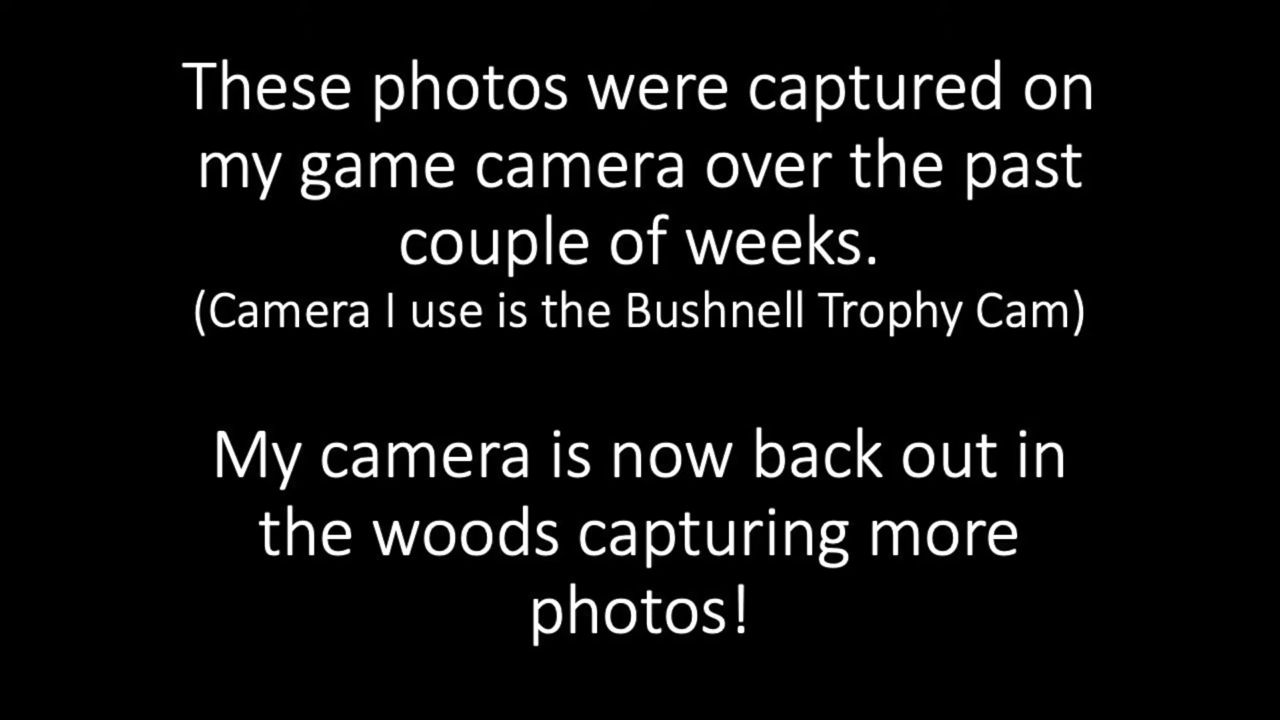 These photos were captured on
my game camera over the past
couple of weeks.
(Camera I use is the Bushnell Trophy Cam)
My camera is now back out in
the woods capturing more
photos!